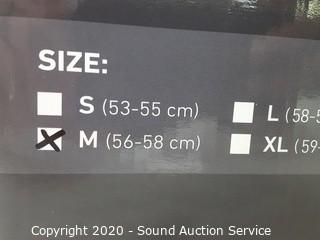 SIZE:
S (53-55 cm) L (58-5
M (56-58 cm) XL (59-
Copyright 2020 - Sound Auction Service